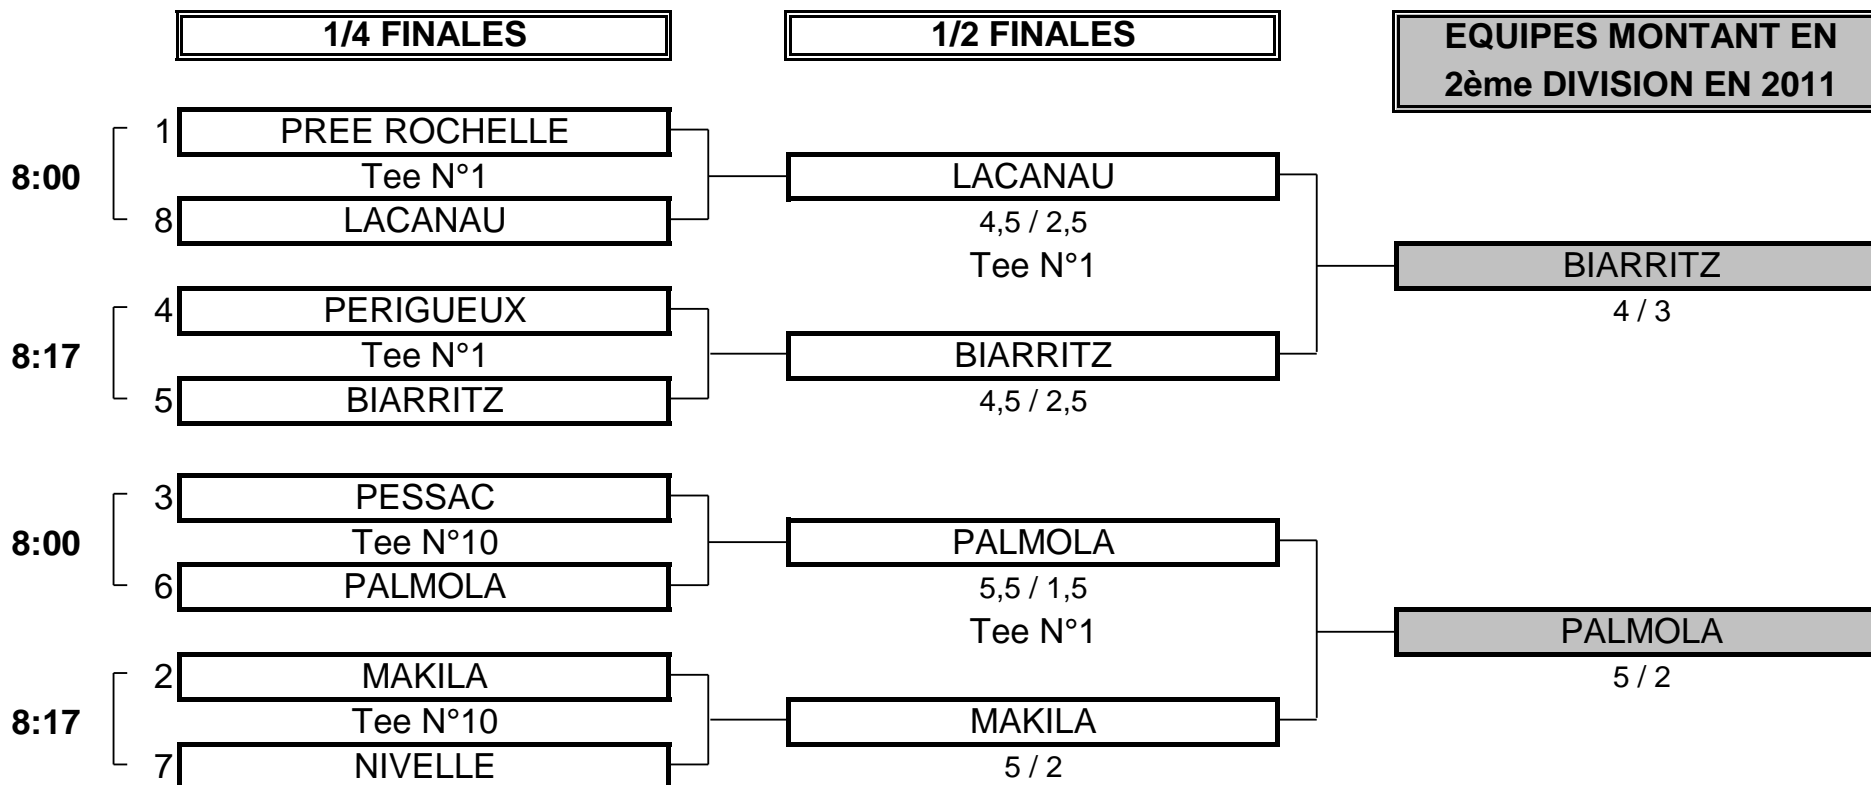 1/4 FINALES
1/2 FINALES
EQUIPES MONTANT EN
2ème DIVISION EN 2011
1 PREE ROCHELLE
8:00 Tee N°1
8 LACANAU
LACANAU
4,5 / 2,5
Tee N°1
4 PERIGUEUX
8:17 Tee N°1
5 BIARRITZ
BIARRITZ
4,5 / 2,5
BIARRITZ
4 / 3
3 PESSAC
8:00 Tee N°10
6 PALMOLA
PALMOLA
5,5 / 1,5
Tee N°1
2 MAKILA
8:17 Tee N°10
7 NIVELLE
MAKILA
5 / 2
PALMOLA
5 / 2